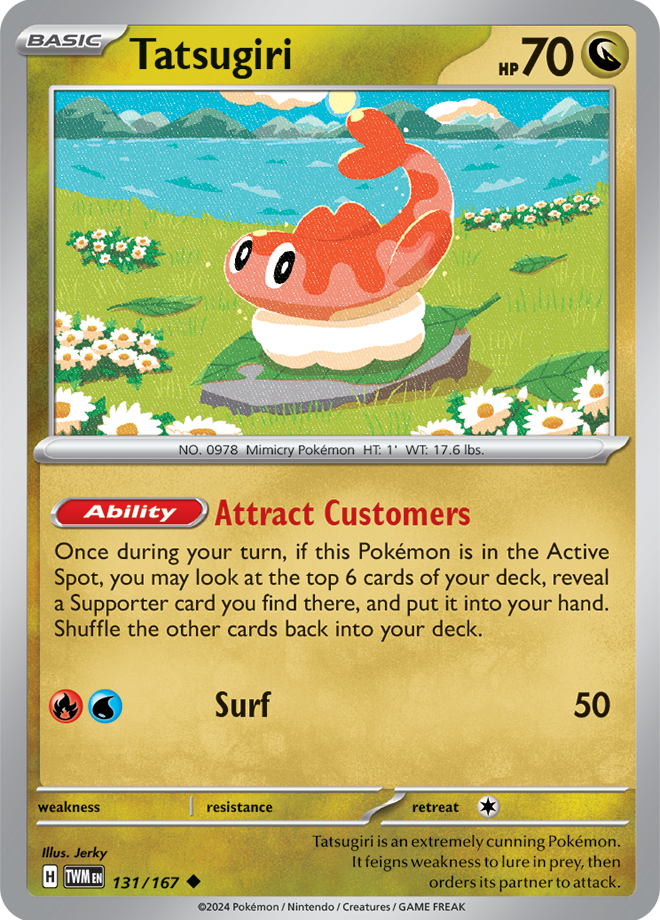 BASIC Tatsugiri HP 70
NO. 0978 Mimicry Pokémon HT: 1' WT: 17.6 lbs.
Ability Attract Customers
Once during your turn, if this Pokémon is in the Active
Spot, you may look at the top 6 cards of your deck, reveal
a Supporter card you find there, and put it into your hand.
Shuffle the other cards back into your deck.
Surf 50
weakness resistance retreat
Illus. Jerky
H TWM EN 131/167
Tatsugiri is an extremely cunning Pokémon.
It feigns weakness to lure in prey, then
orders its partner to attack.
©2024 Pokémon / Nintendo / Creatures / GAME FREAK